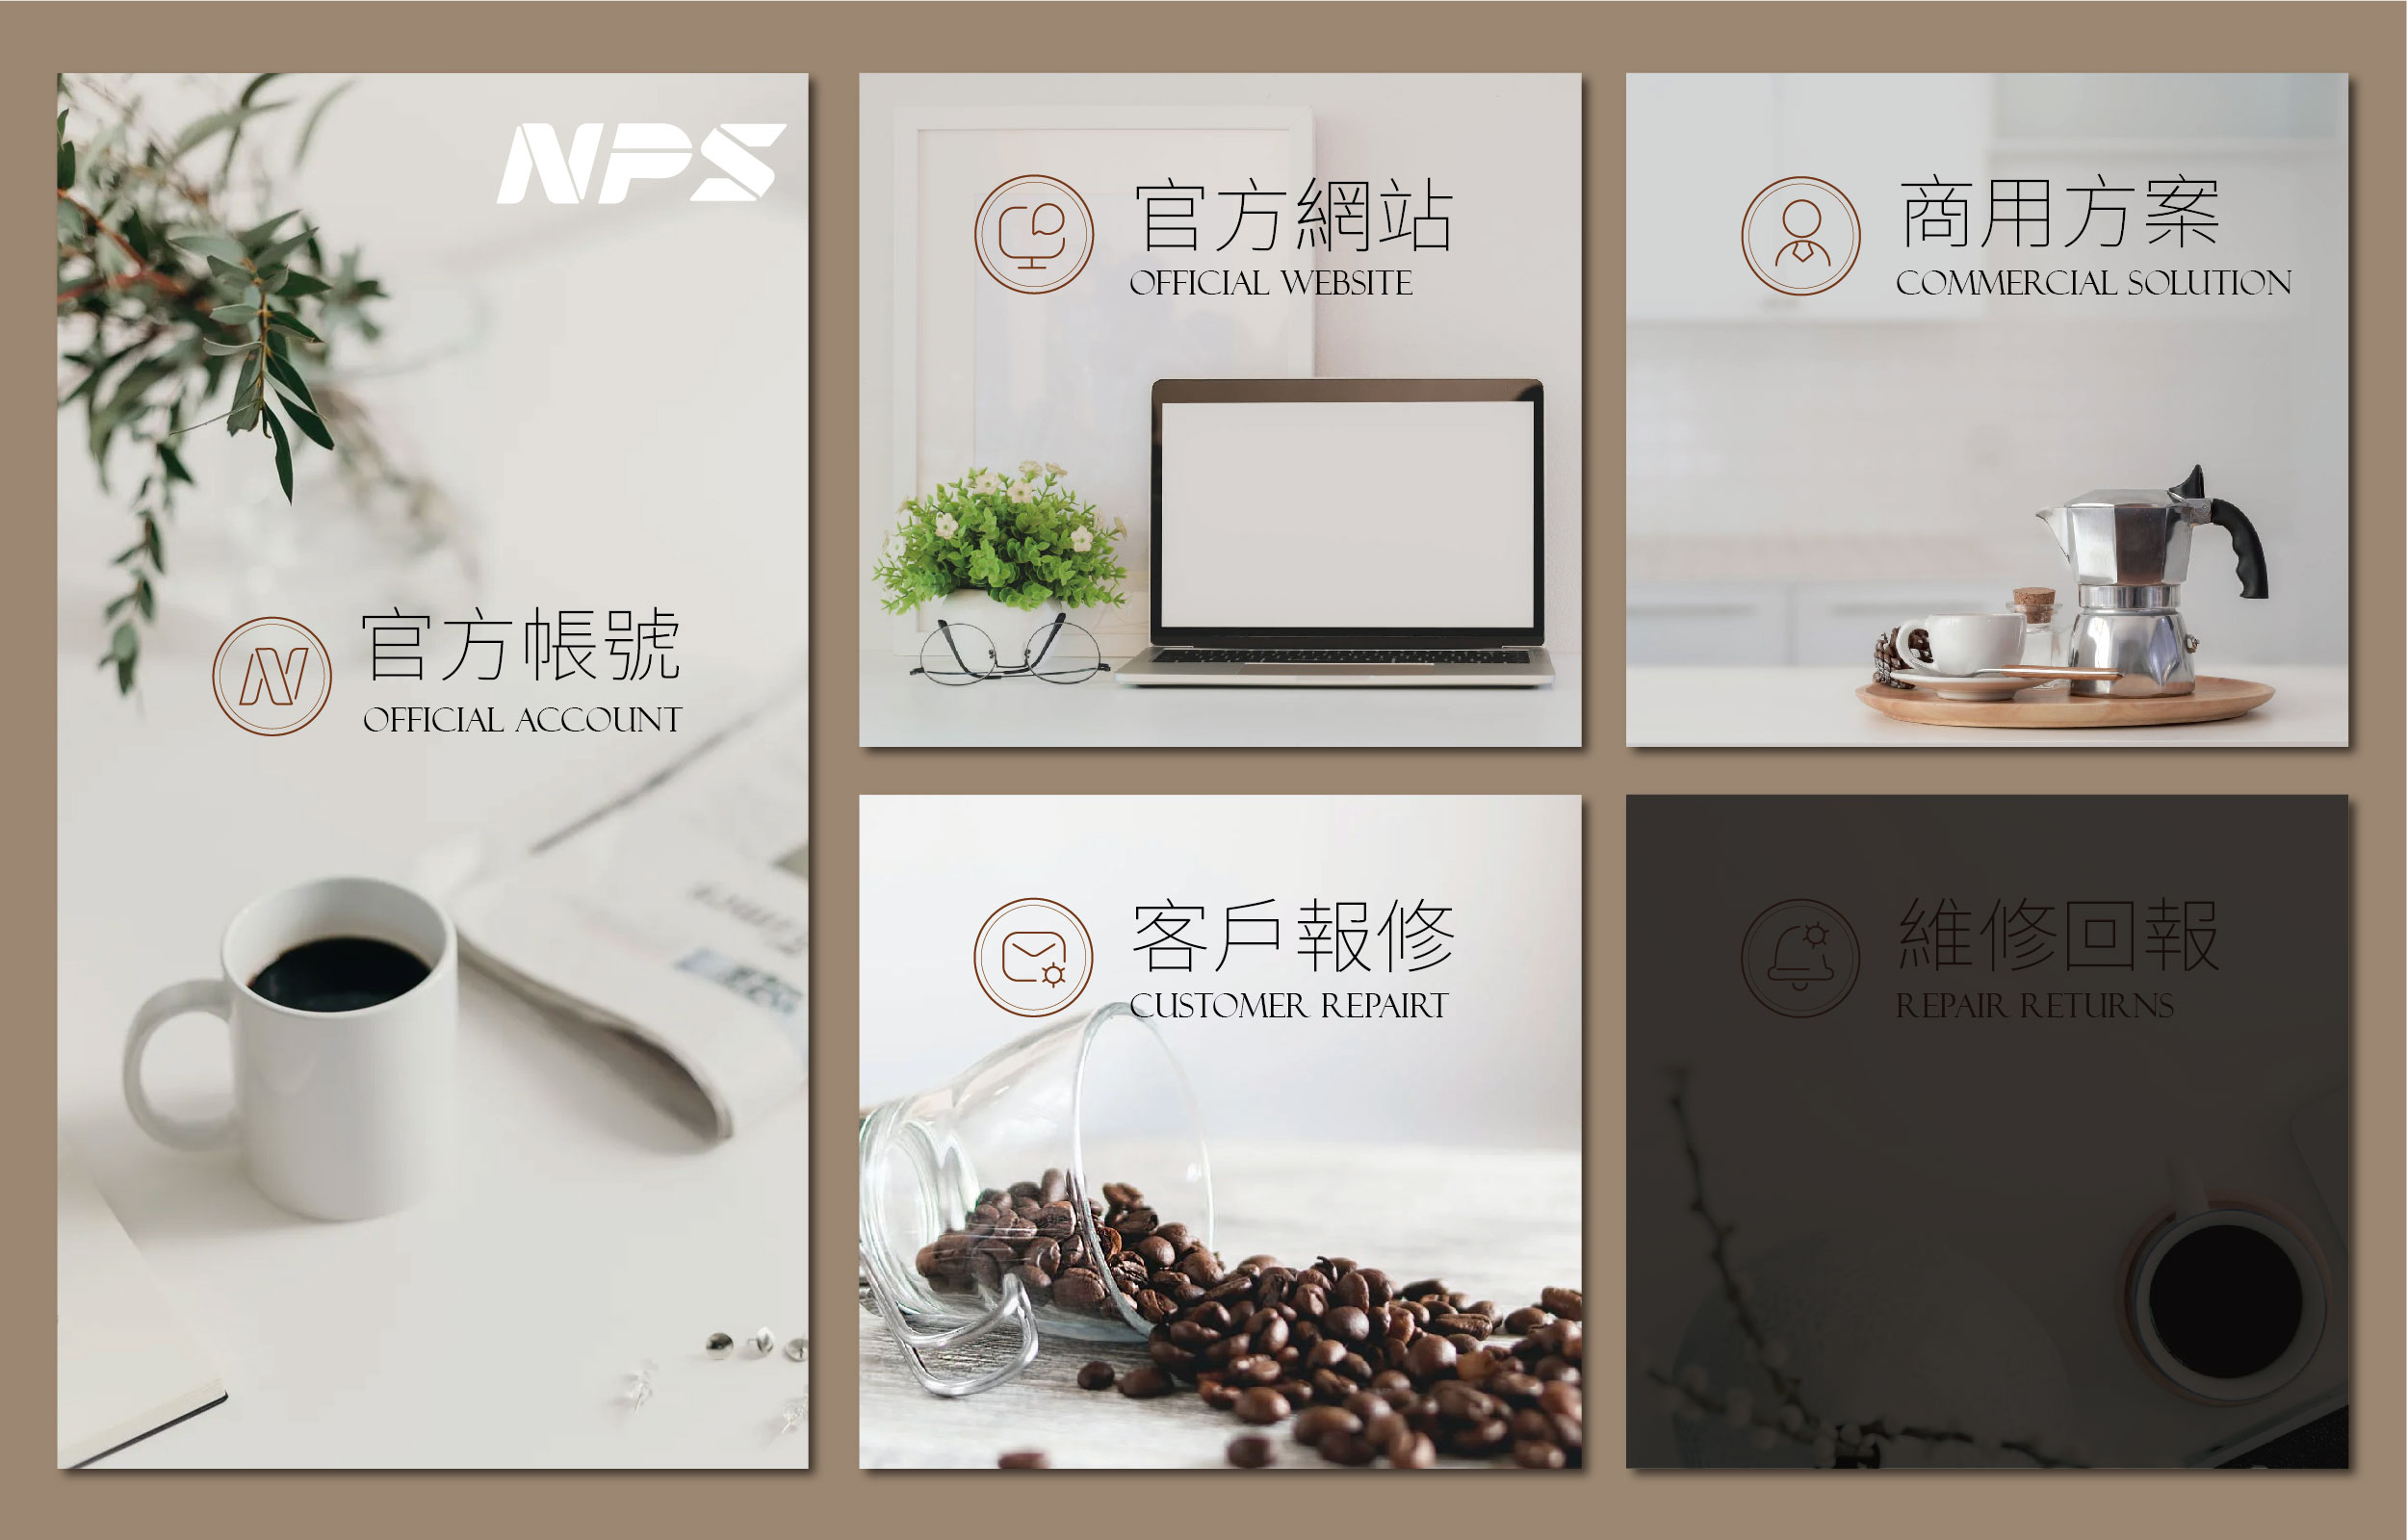 NPS
官方帳號
OFFICIAL ACCOUNT
官方網站
OFFICIAL WEBSITE
商用方案
COMMERCIAL SOLUTION
客戶報修
CUSTOMER REPAIRT
維修回報
REPAIR RETURNS